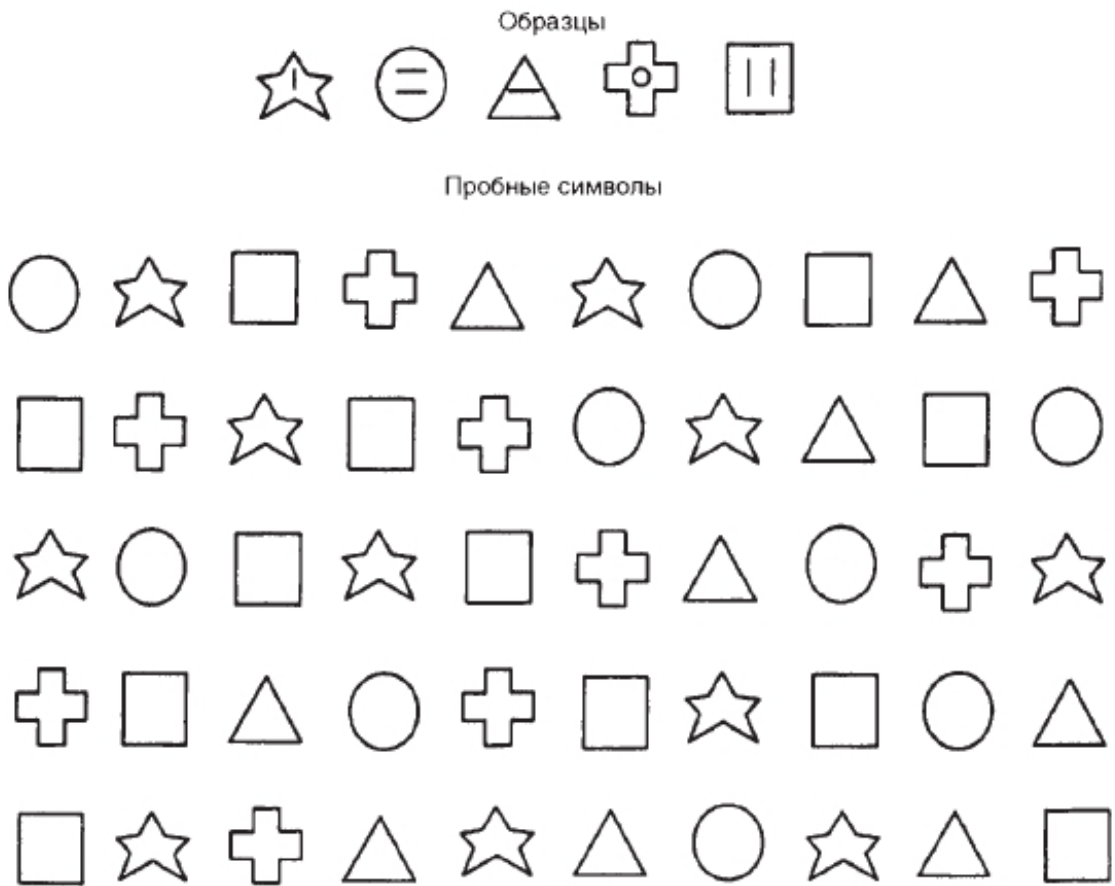 Образцы
Пробные символы